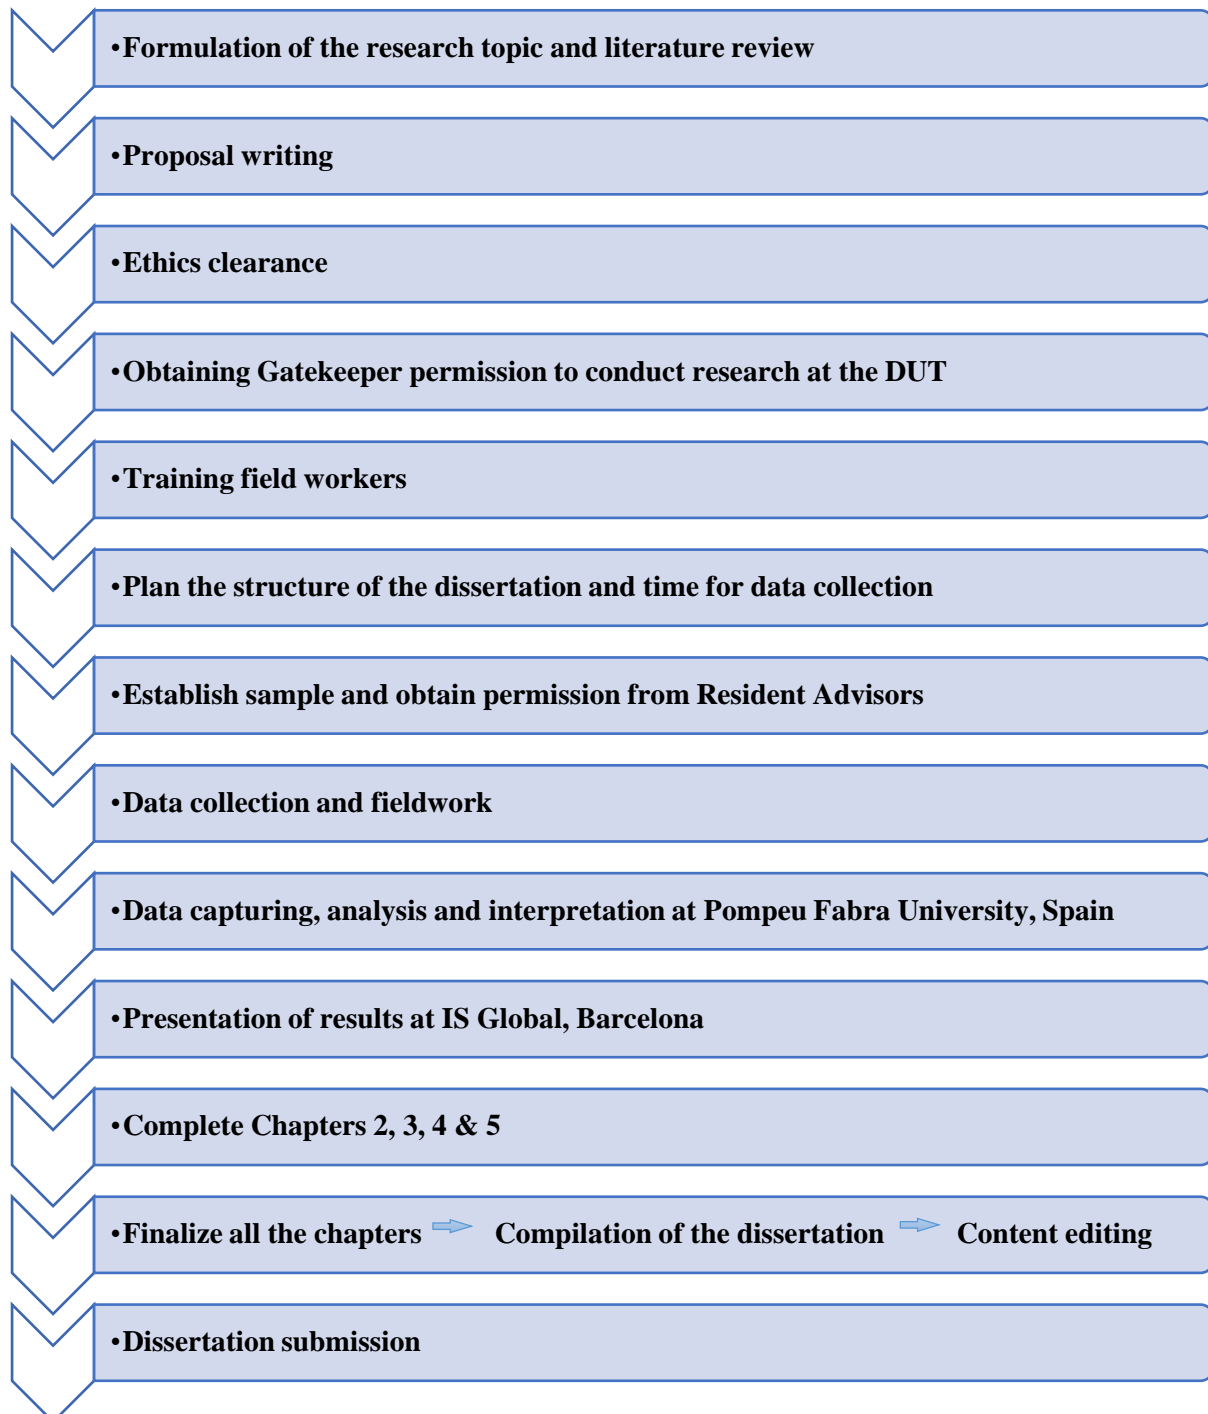 •Formulation of the research topic and literature review
•Proposal writing
•Ethics clearance
•Obtaining Gatekeeper permission to conduct research at the DUT
•Training field workers
•Plan the structure of the dissertation and time for data collection
•Establish sample and obtain permission from Resident Advisors
•Data collection and fieldwork
•Data capturing, analysis and interpretation at Pompeu Fabra University, Spain
•Presentation of results at IS Global, Barcelona
•Complete Chapters 2, 3, 4 & 5
•Finalize all the chapters Compilation of the dissertation Content editing
•Dissertation submission